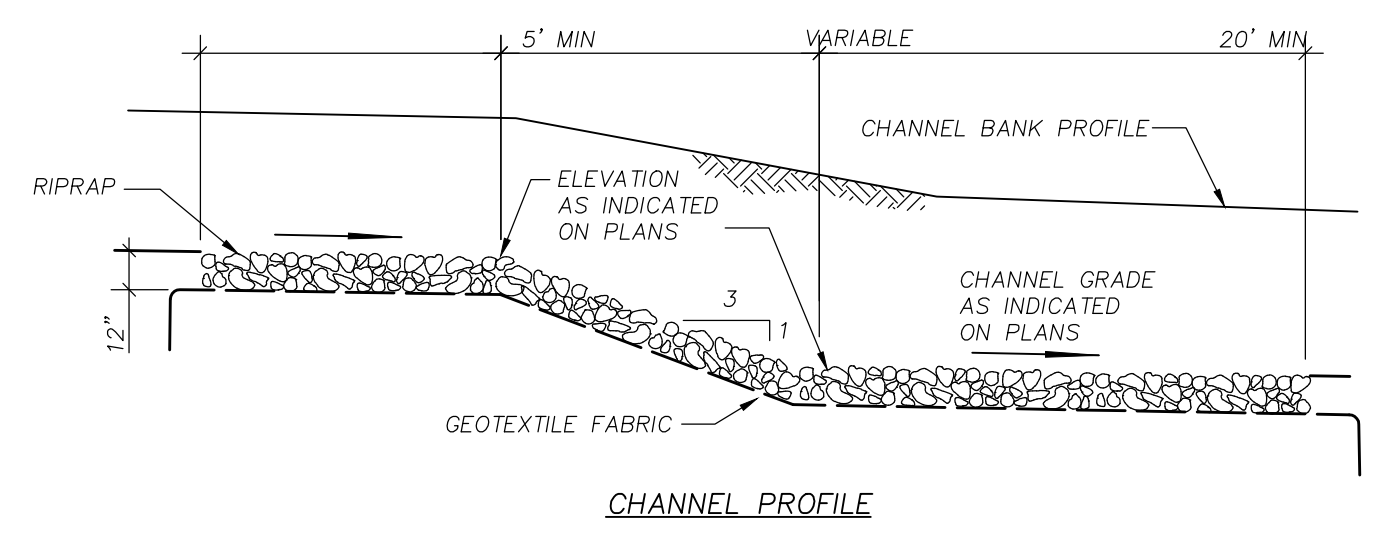 5' MIN
VARIABLE
20' MIN
CHANNEL BANK PROFILE
RIPRAP
ELEVATION
AS INDICATED
ON PLANS
CHANNEL GRADE
AS INDICATED
ON PLANS
3
1
12"
GEOTEXTILE FABRIC
CHANNEL PROFILE